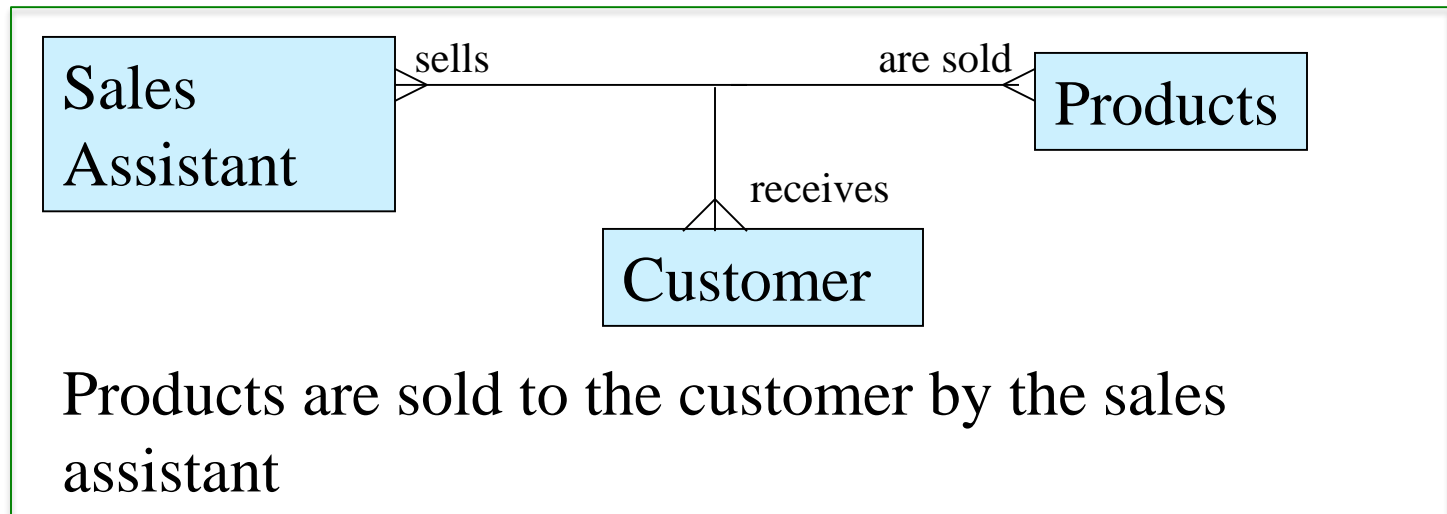 sells
are sold
Sales
Assistant
Products
receives
Customer
Products are sold to the customer by the sales
assistant